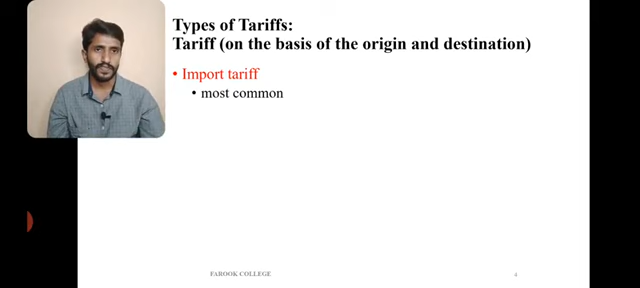 Types of Tariffs:
Tariff (on the basis of the origin and destination)
• Import tariff
• most common
FAROOK COLLEGE
4